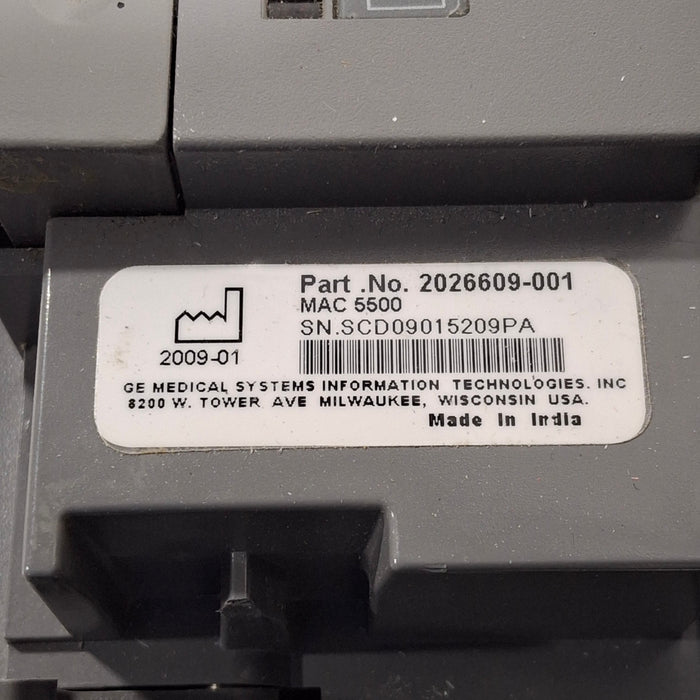 Part .No. 2026609-001
MAC 5500
SN.SCD09015209PA
2009-01
GE MEDICAL SYSTEMS INFORMATION TECHNOLOGIES. INC
8200 W. TOWER AVE MILWAUKEE, WISCONSIN USA.
Made In India